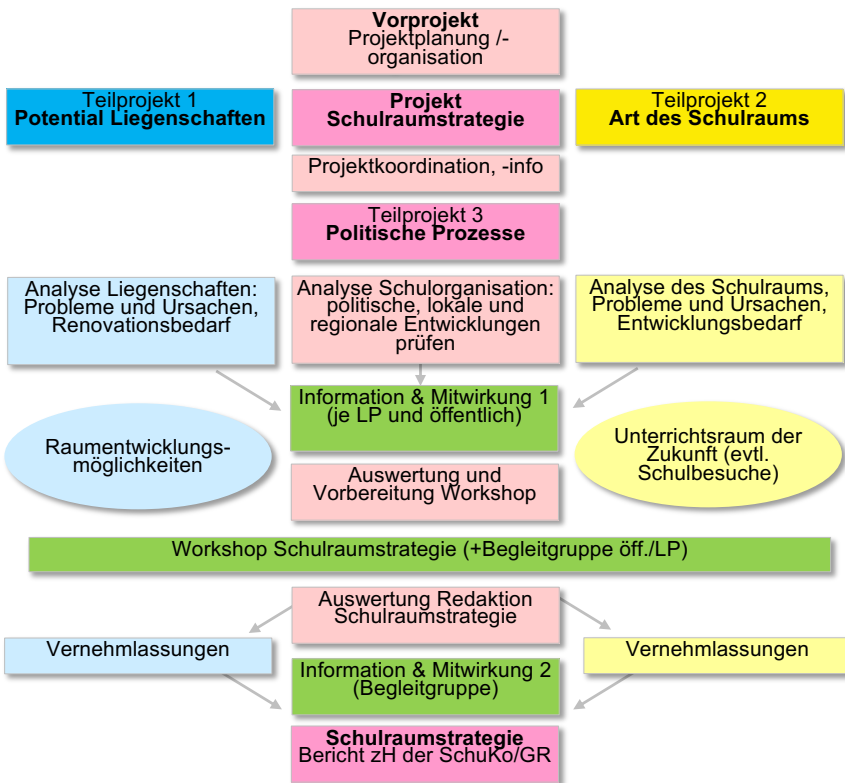 Vorprojekt
Projektplanung /-
organisation
Teilprojekt 1
Potential Liegenschaften
Projekt
Schulraumstrategie
Teilprojekt 2
Art des Schulraums
Projektkoordination, -info
Teilprojekt 3
Politische Prozesse
Analyse Liegenschaften:
Probleme und Ursachen,
Renovationsbedarf
Analyse Schulorganisation:
politische, lokale und
regionale Entwicklungen
prüfen
Analyse des Schulraums,
Probleme und Ursachen,
Entwicklungsbedarf
Information & Mitwirkung 1
(je LP und öffentlich)
Raumentwicklungs-
möglichkeiten
Unterrichtsraum der
Zukunft (evtl.
Schulbesuche)
Auswertung und
Vorbereitung Workshop
Workshop Schulraumstrategie (+Begleitgruppe öff./LP)
Auswertung Redaktion
Schulraumstrategie
Vernehmlassungen
Vernehmlassungen
Information & Mitwirkung 2
(Begleitgruppe)
Schulraumstrategie
Bericht zH der SchuKo/GR